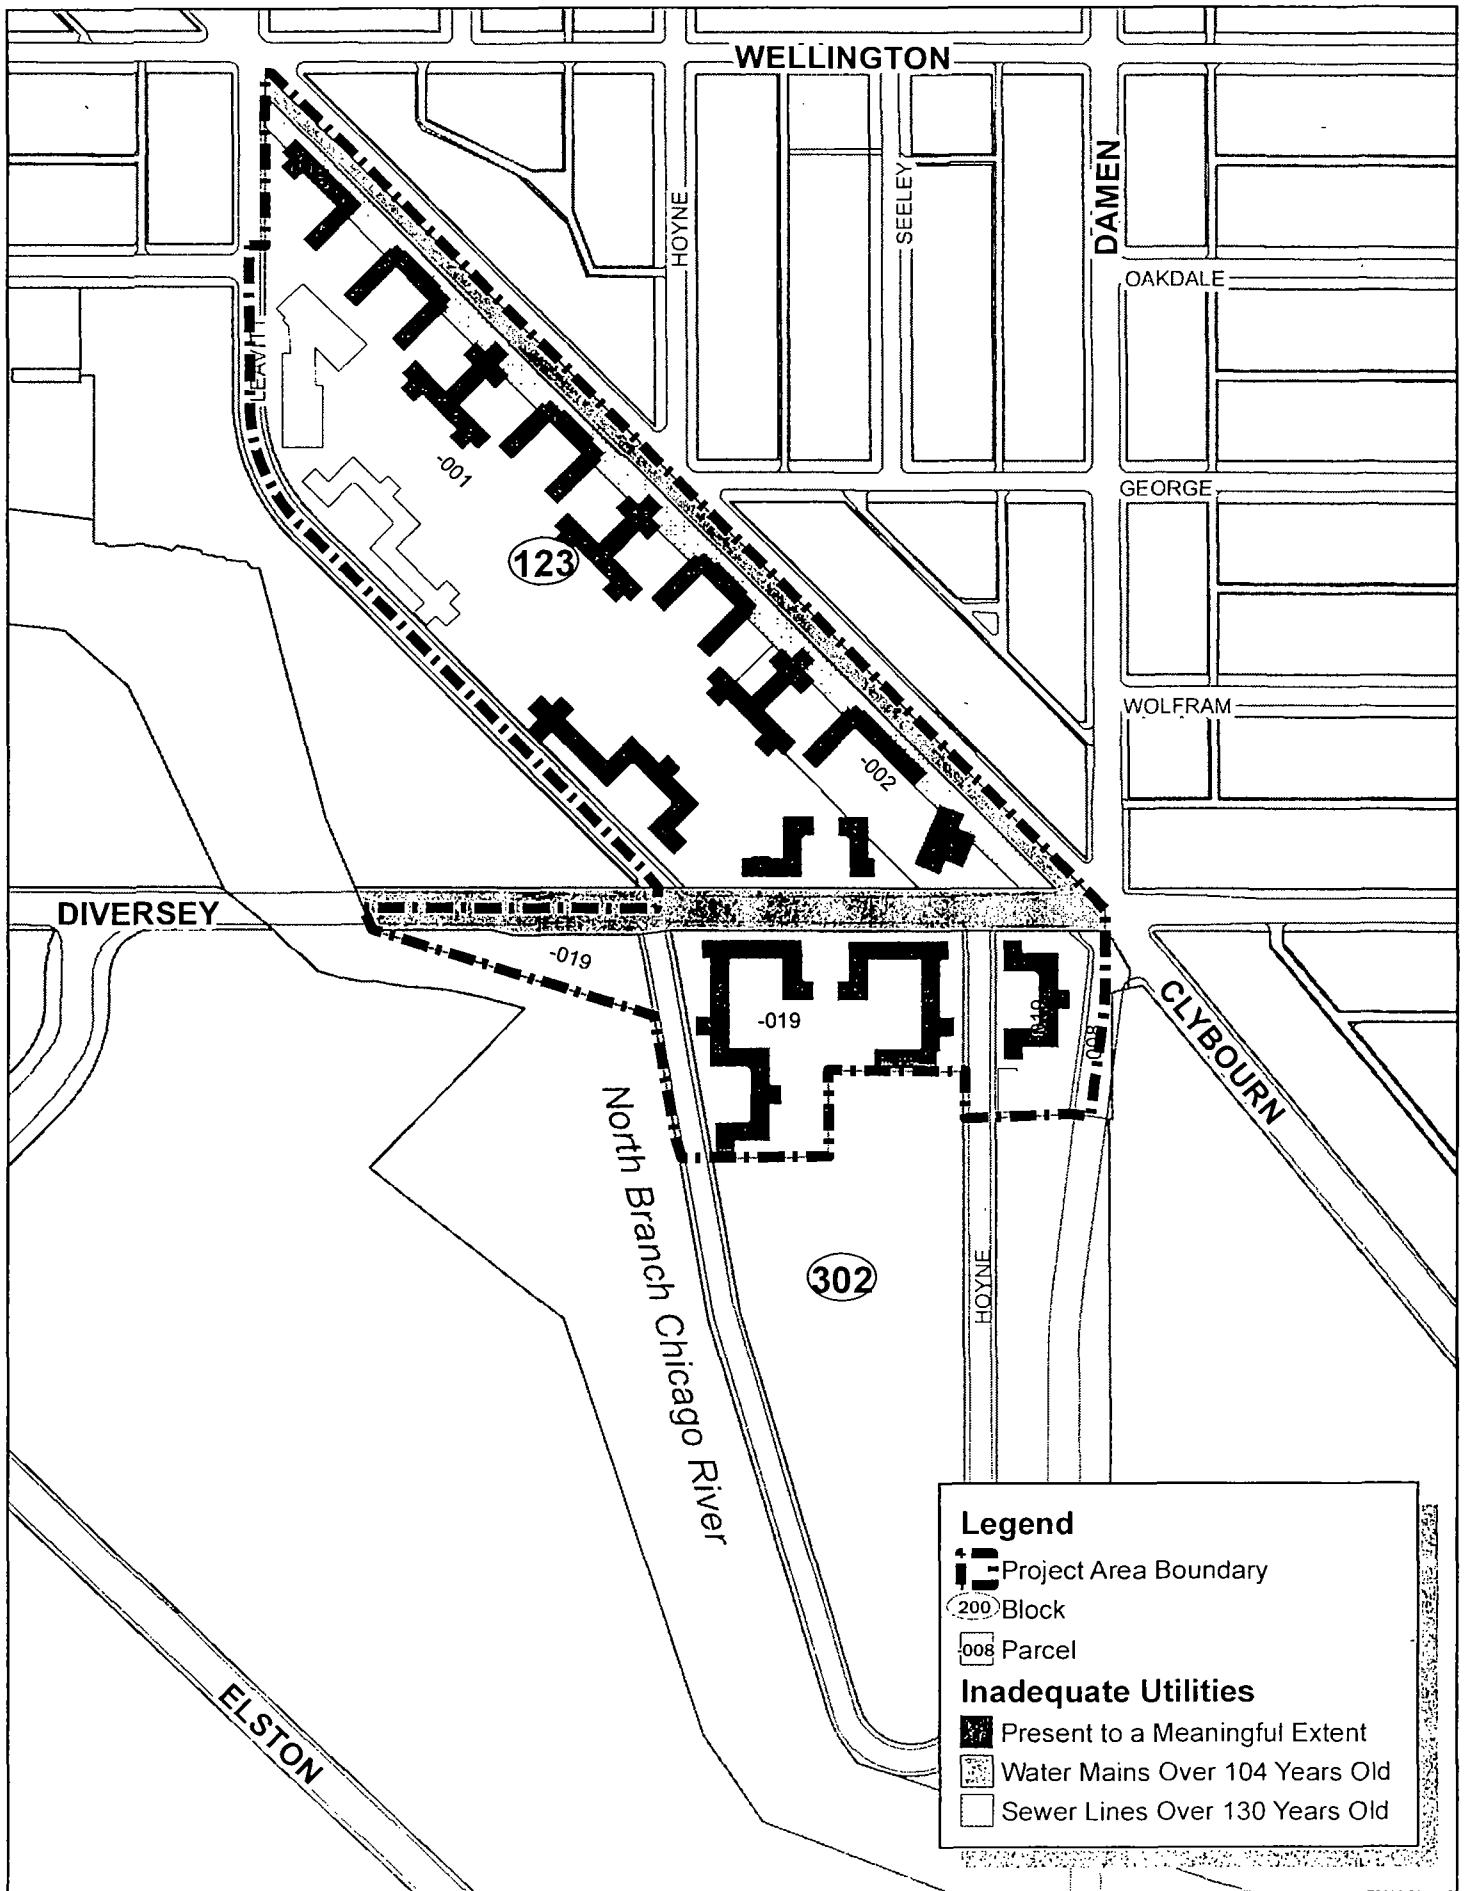 WELLINGTON
HOYNE
SEELEY
DAMEN
OAKDALE
LEAVITT
-001
GEORGE
123
WOLFRAM
-002
DIVERSEY
-019
-019
-019
-008
CLYBOURN
North Branch Chicago River
302
HOYNE
ELSTON
Legend
Project Area Boundary
200 Block
-008 Parcel
Inadequate Utilities
Present to a Meaningful Extent
Water Mains Over 104 Years Old
Sewer Lines Over 130 Years Old